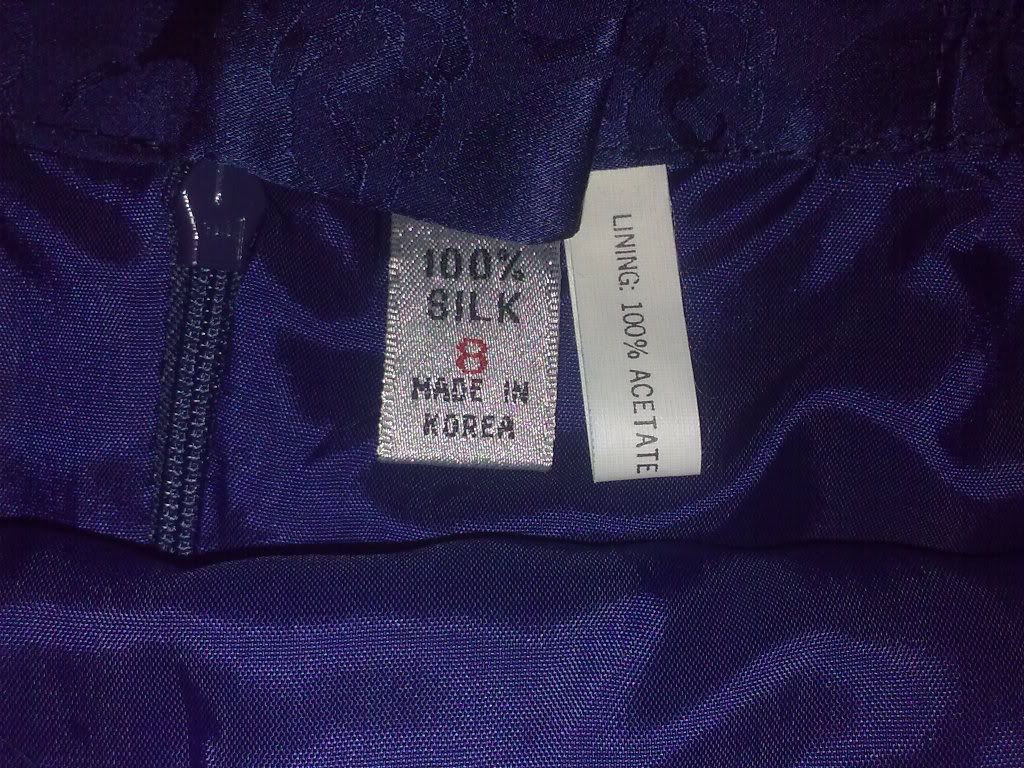 100%
SILK
8
MADE IN
KOREA
LINING: 100% ACETATE